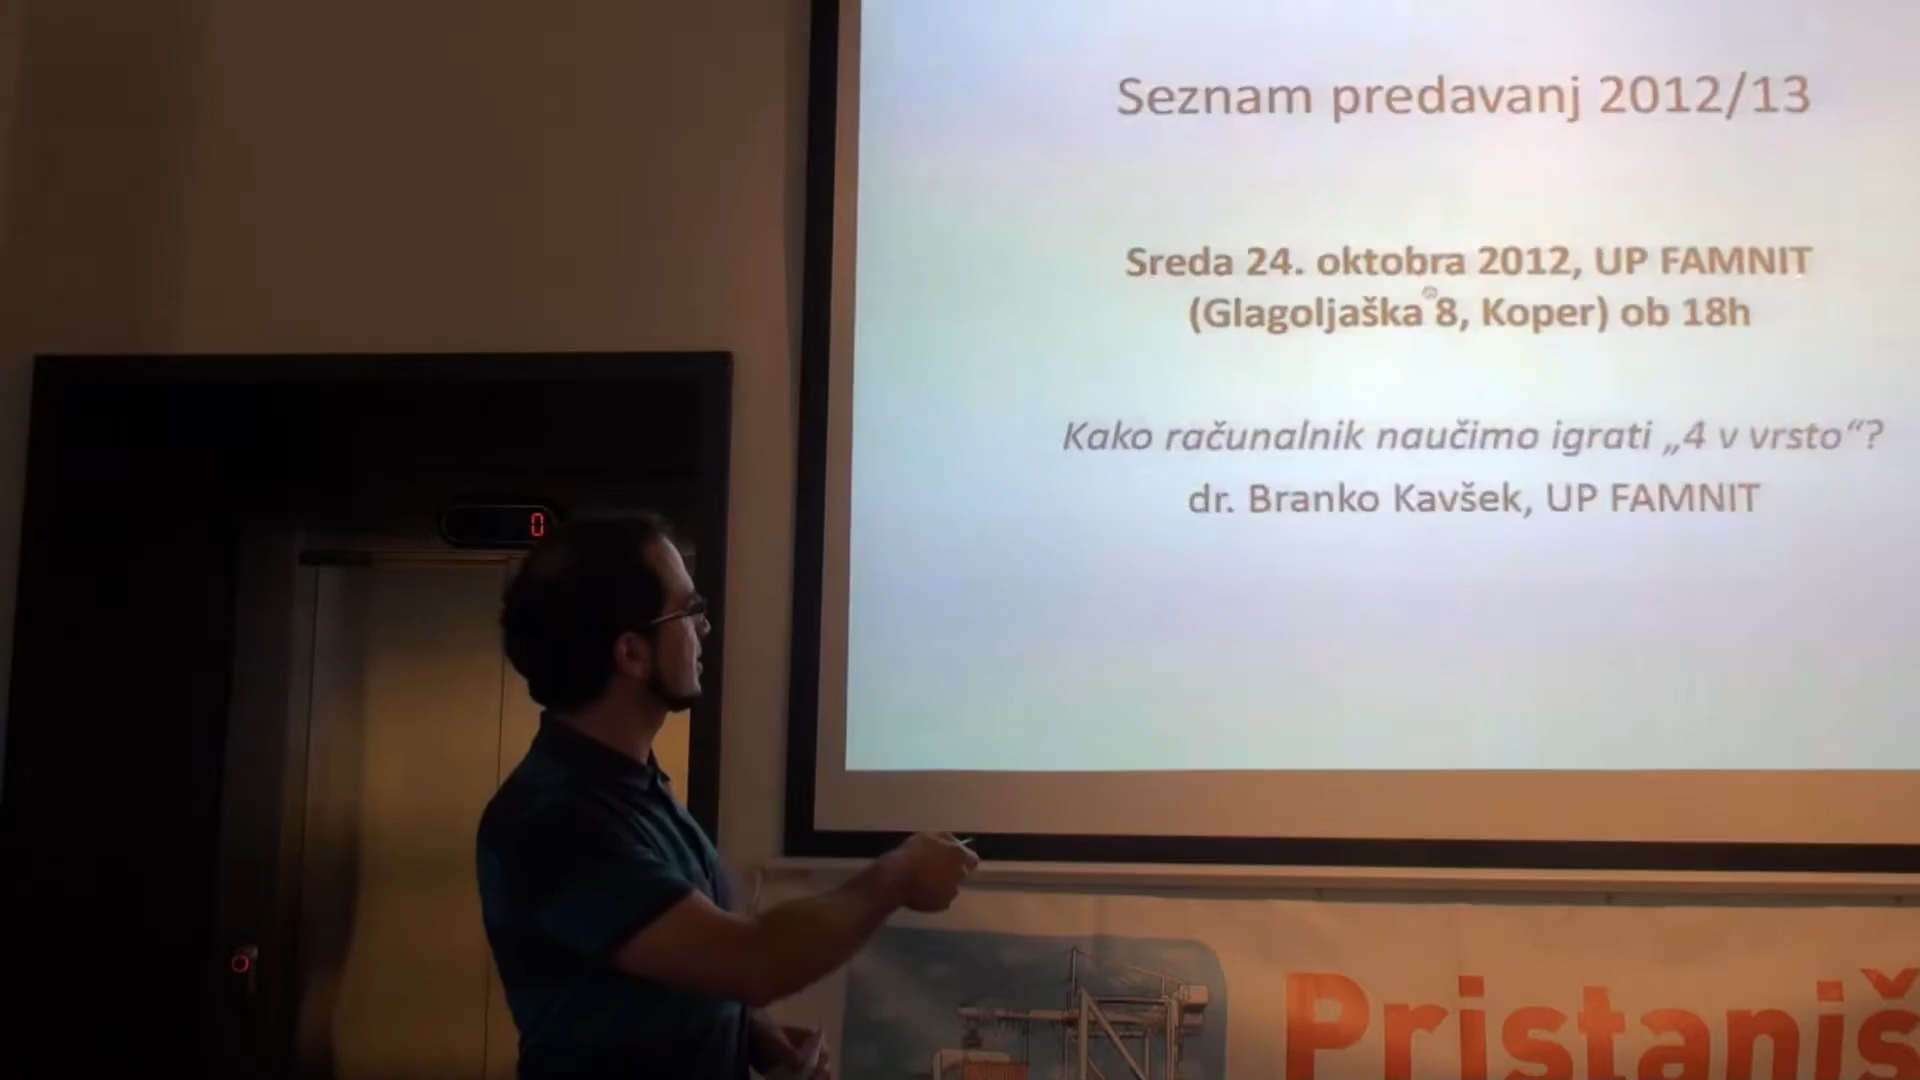 Seznam predavanj 2012/13
Sreda 24. oktobra 2012, UP FAMNIT
(Glagoljaška 8, Koper) ob 18h
Kako računalnik naučimo igrati „4 v vrsto“?
dr. Branko Kavšek, UP FAMNIT
0
Pristaniš